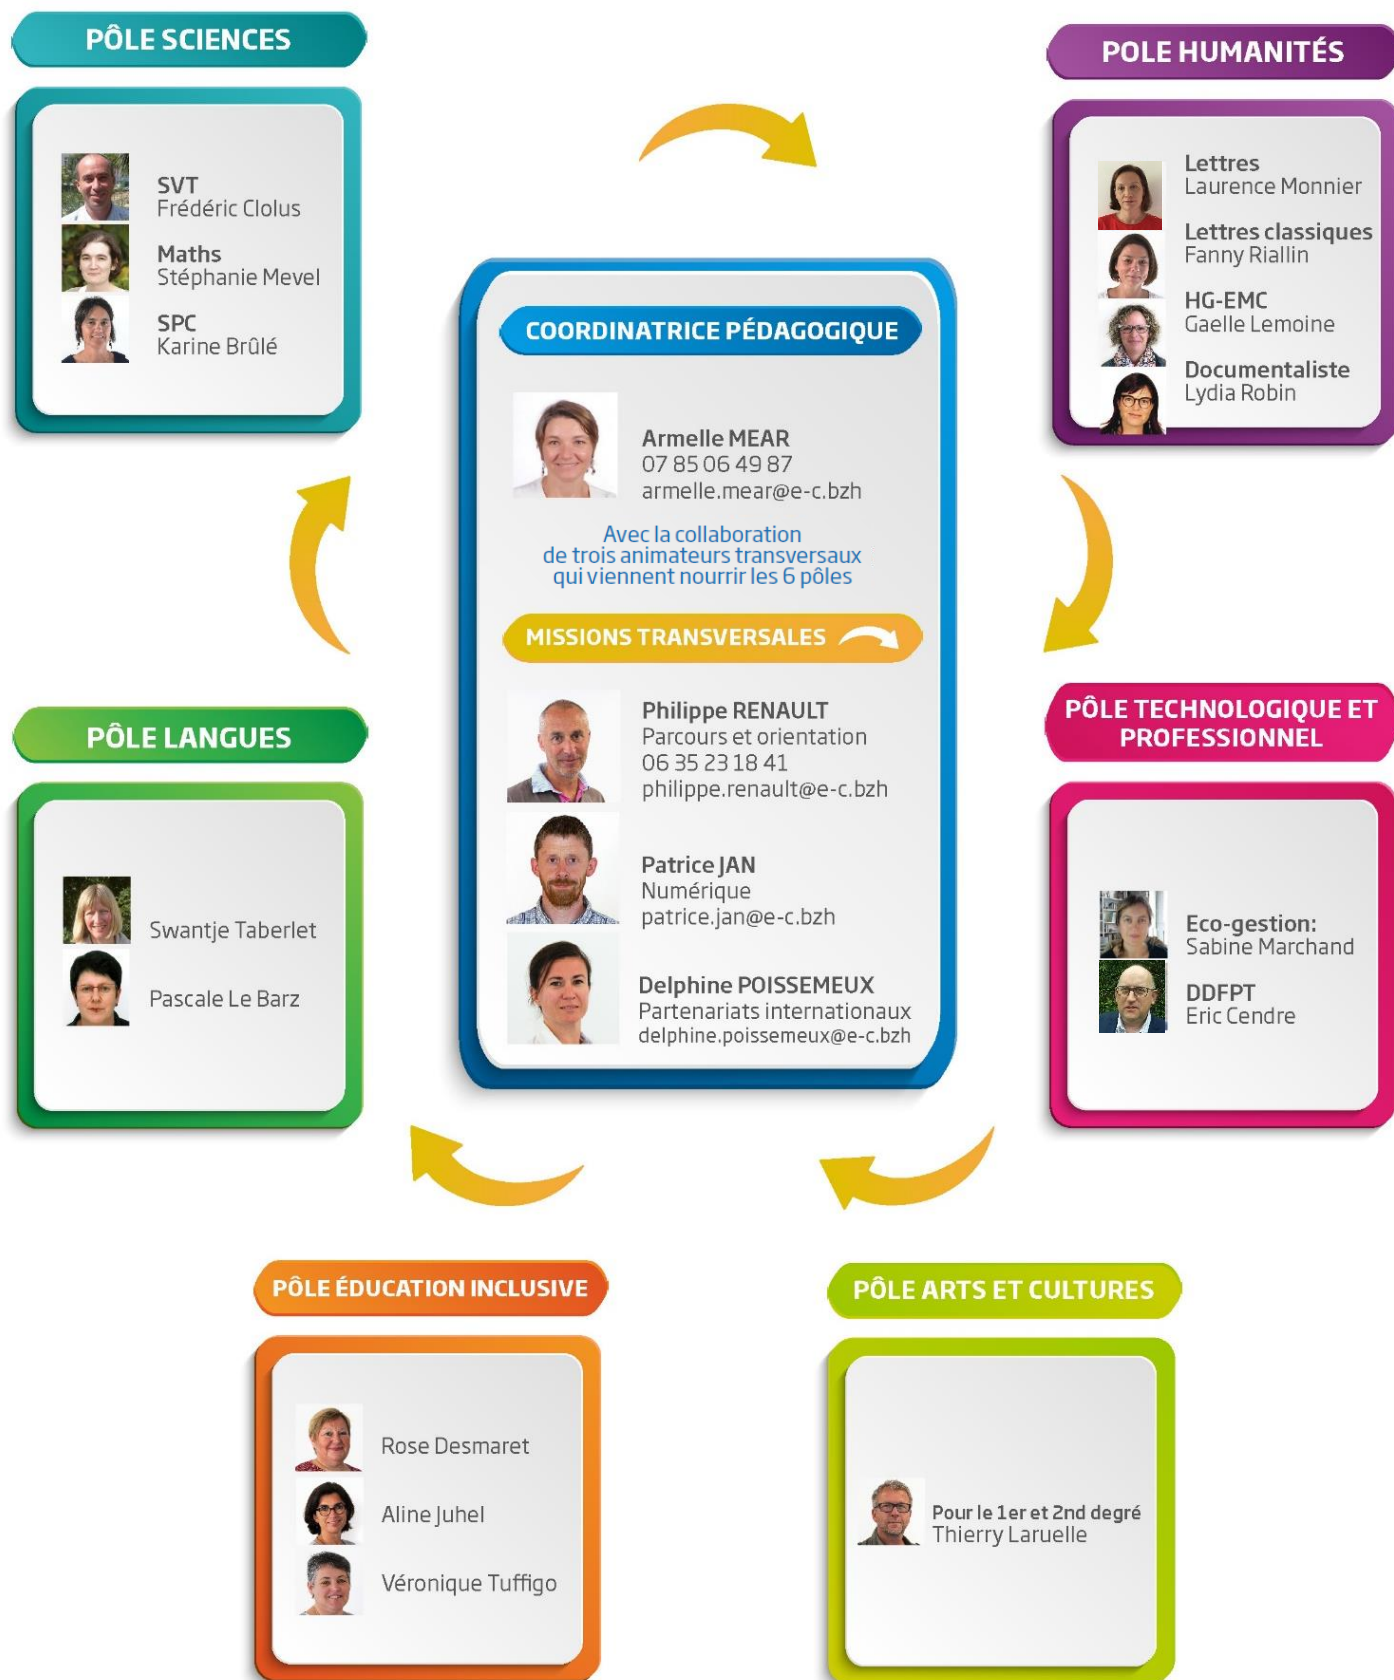 PÔLE SCIENCES
SVT
Frédéric Clolus
Maths
Stéphanie Mevel
SPC
Karine Brûlé
POLE HUMANITÉS
Lettres
Laurence Monnier
Lettres classiques
Fanny Riallin
HG-EMC
Gaelle Lemoine
Documentaliste
Lydia Robin
COORDINATRICE PÉDAGOGIQUE
Armelle MEAR
07 85 06 49 87
armelle.mear@e-c.bzh
Avec la collaboration
de trois animateurs transversaux
qui viennent nourrir les 6 pôles
MISSIONS TRANSVERSALES
Philippe RENAULT
Parcours et orientation
06 35 23 18 41
philippe.renault@e-c.bzh
Patrice JAN
Numérique
patrice.jan@e-c.bzh
Delphine POISSEMEUX
Partenariats internationaux
delphine.poissemeux@e-c.bzh
PÔLE LANGUES
Swantje Taberlet
Pascale Le Barz
PÔLE TECHNOLOGIQUE ET
PROFESSIONNEL
Eco-gestion:
Sabine Marchand
DDFPT
Eric Cendre
PÔLE ÉDUCATION INCLUSIVE
Rose Desmaret
Aline Juhel
Véronique Tuffigo
PÔLE ARTS ET CULTURES
Pour le 1er et 2nd degré
Thierry Laruelle